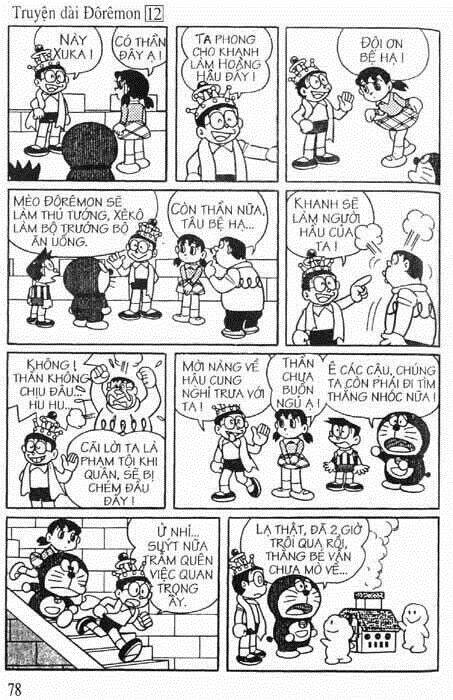 Truyện dài Đôrêmon 12
NÀY
XUKA !
CÓ THẦN
ĐÂY Ạ !
TA PHONG
CHO KHANH
LÀM HOÀNG
HẬU ĐẤY !
ĐỘI ƠN
BỆ HẠ !
MÈO ĐÔRÊMON SẼ
LÀM THỦ TƯỚNG, XÊKÔ
LÀM BỘ TRƯỞNG BỘ
ĂN UỐNG.
CÒN THẦN NỮA,
TÂU BỆ HẠ...
KHANH SẼ
LÀM NGƯỜI
HẦU CỦA
TA !
KHÔNG !
THẦN KHÔNG
CHỊU ĐÂU...
HU HU...
CÃI LỜI TA LÀ
PHẠM TỘI KHI
QUÂN, SẼ BỊ
CHÉM ĐẦU
ĐẤY !
MỜI NÀNG VỀ
HẬU CUNG
NGHỈ TRƯA VỚI
TA !
THẦN
CHƯA
BUỒN
NGỦ Ạ !
Ê CÁC CẬU, CHÚNG
TA CÒN PHẢI ĐI TÌM
THẰNG NHÓC NỮA !
Ừ NHỈ...
SUÝT NỮA
TRẪM QUÊN
VIỆC QUAN
TRỌNG
ẤY.
LẠ THẬT, ĐÃ 2 GIỜ
TRÔI QUA RỒI,
THẰNG BÉ VẪN
CHƯA MÒ VỀ...
78